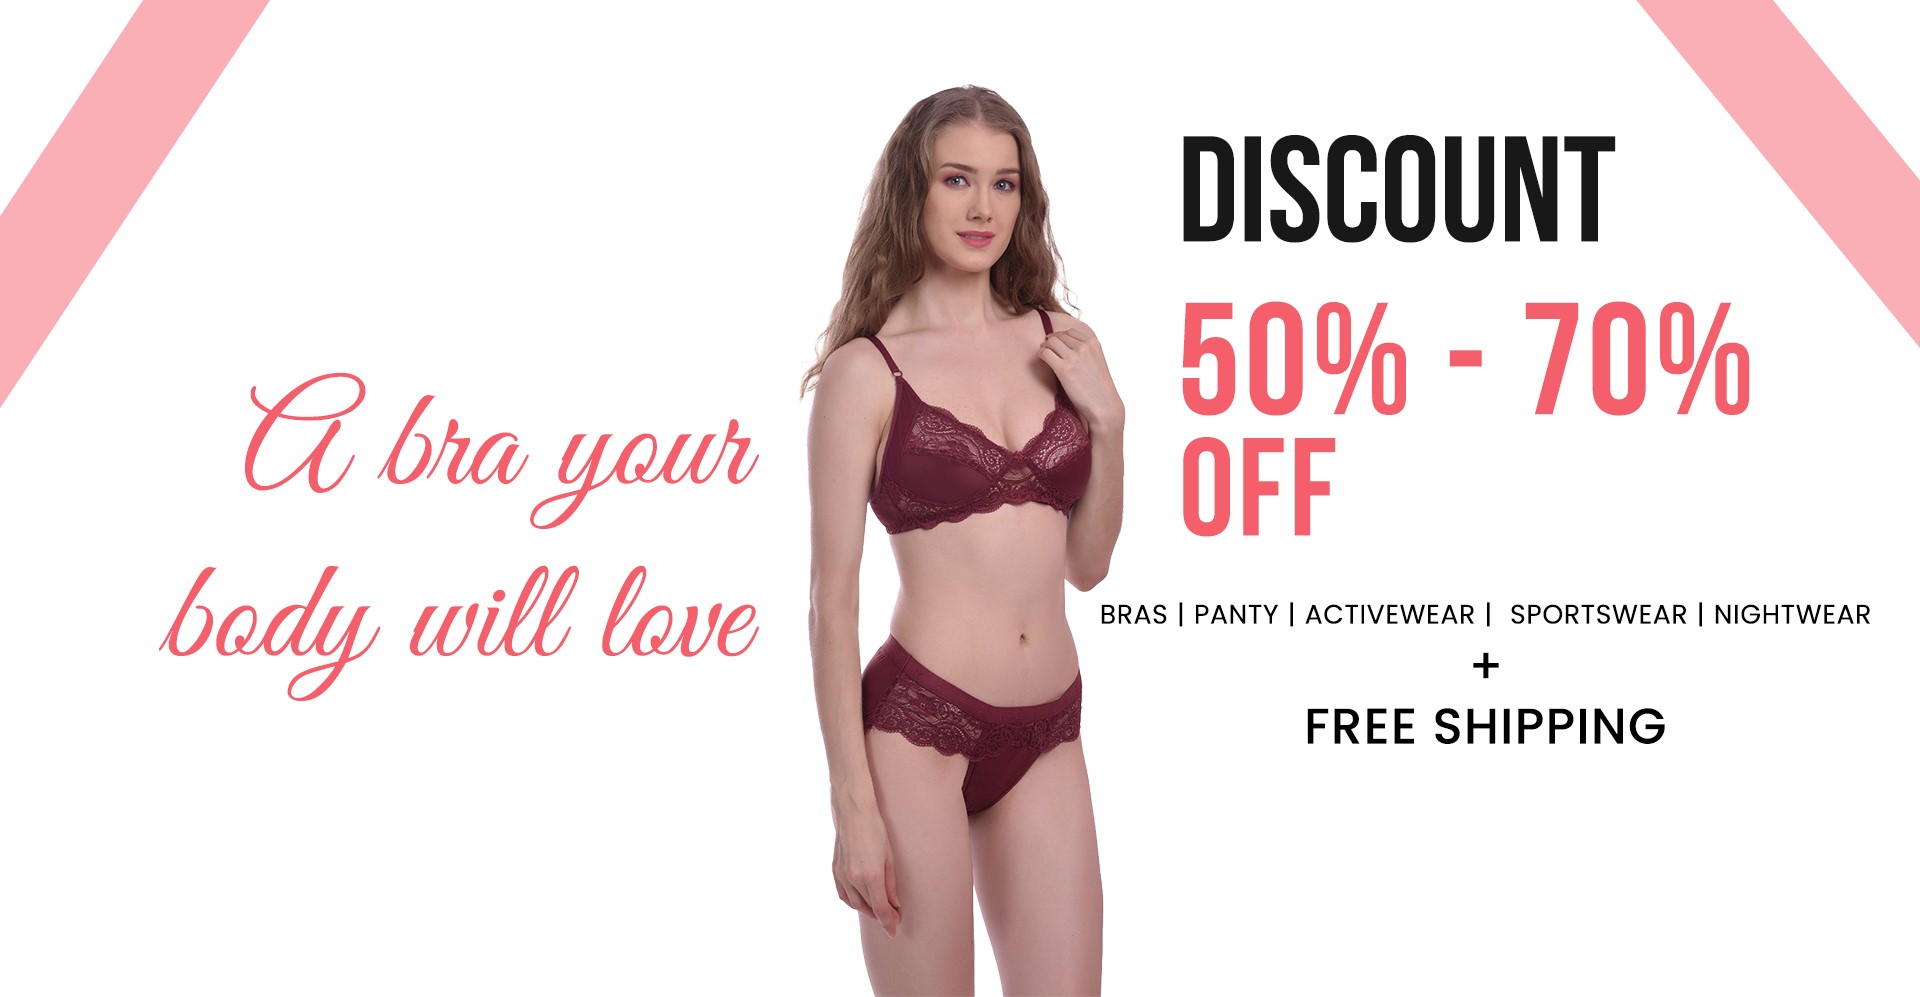 A bra your
body will love
DISCOUNT
50% - 70%
OFF
BRAS | PANTY | ACTIVEWEAR | SPORTSWEAR | NIGHTWEAR
+
FREE SHIPPING